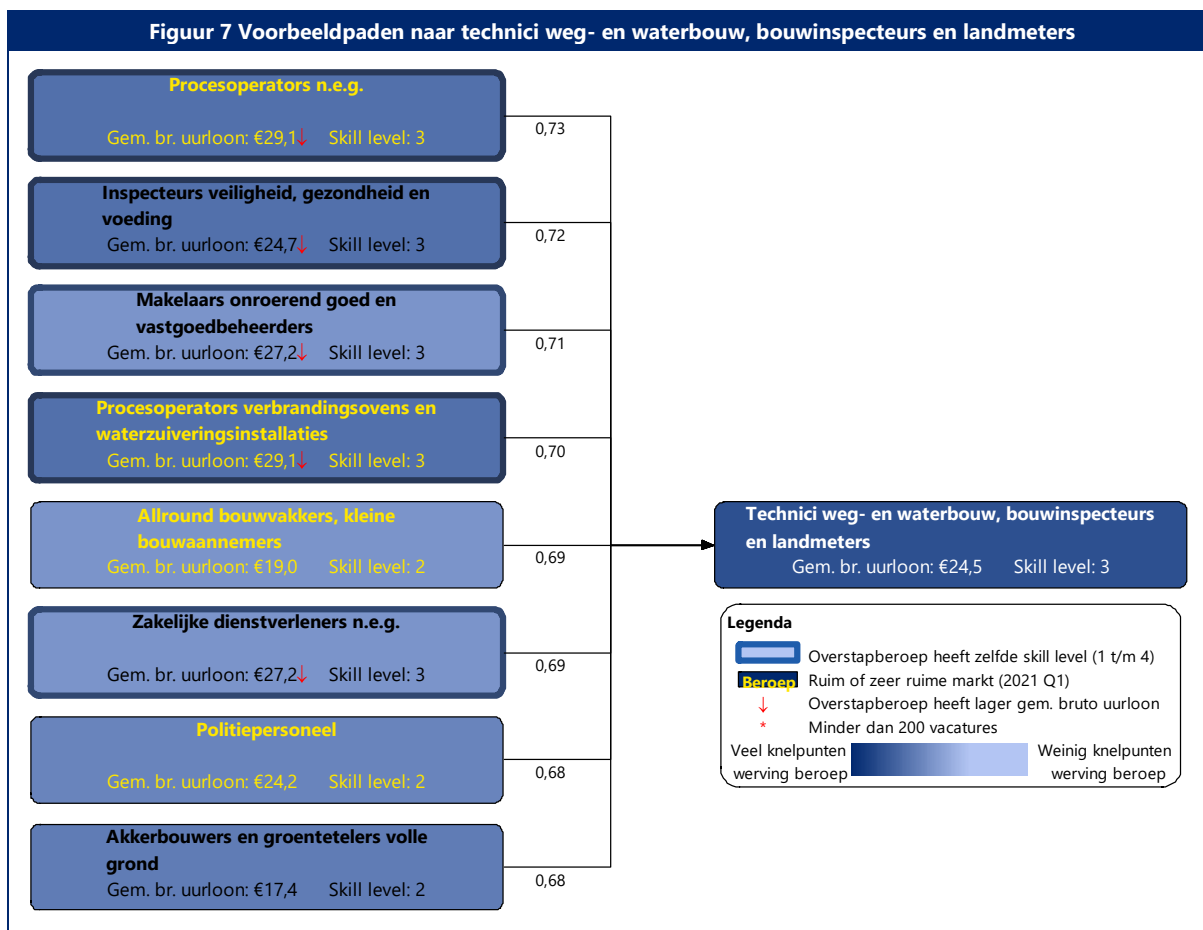 Figuur 7 Voorbeeldpaden naar technici weg- en waterbouw, bouwinspecteurs en landmeters
Procesoperators n.e.g.
Gem. br. uurloon: €29,1↓ Skill level: 3
0,73
Inspecteurs veiligheid, gezondheid en
voeding
Gem. br. uurloon: €24,7↓ Skill level: 3
0,72
Makelaars onroerend goed en
vastgoedbeheerders
Gem. br. uurloon: €27,2↓ Skill level: 3
0,71
Procesoperators verbrandingsovens en
waterzuiveringsinstallaties
Gem. br. uurloon: €29,1↓ Skill level: 3
0,70
Allround bouwvakkers, kleine
bouwaannemers
Gem. br. uurloon: €19,0 Skill level: 2
0,69
Zakelijke dienstverleners n.e.g.
Gem. br. uurloon: €27,2↓ Skill level: 3
0,69
Politiepersoneel
Gem. br. uurloon: €24,2 Skill level: 2
0,68
Akkerbouwers en groentetelers volle
grond
Gem. br. uurloon: €17,4 Skill level: 2
0,68
Technici weg- en waterbouw, bouwinspecteurs
en landmeters
Gem. br. uurloon: €24,5 Skill level: 3
Legenda
Overstapberoep heeft zelfde skill level (1 t/m 4)
Beroep Ruim of zeer ruime markt (2021 Q1)
↓ Overstapberoep heeft lager gem. bruto uurloon
* Minder dan 200 vacatures
Veel knelpunten
werving beroep
Weinig knelpunten
werving beroep